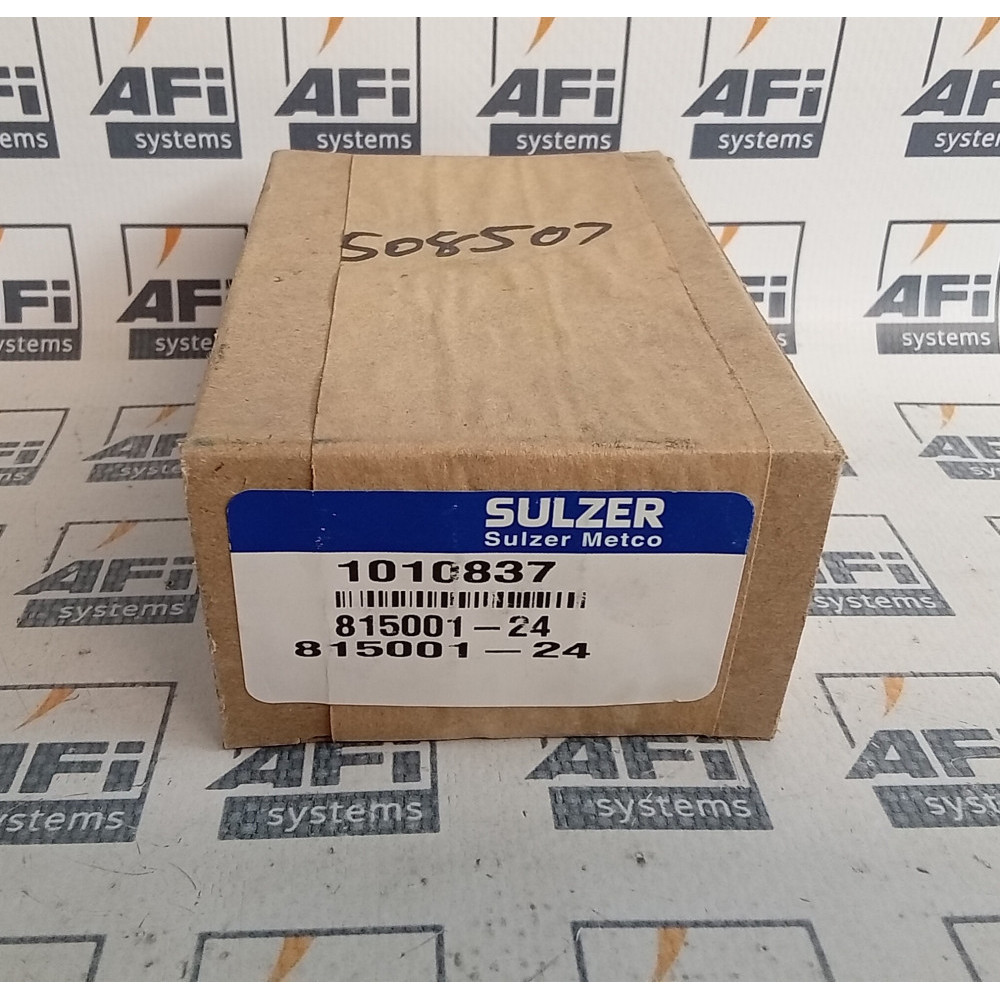 AFi systems
508507
SULZER
Sulzer Metco
1010837
815001-24
815001-24